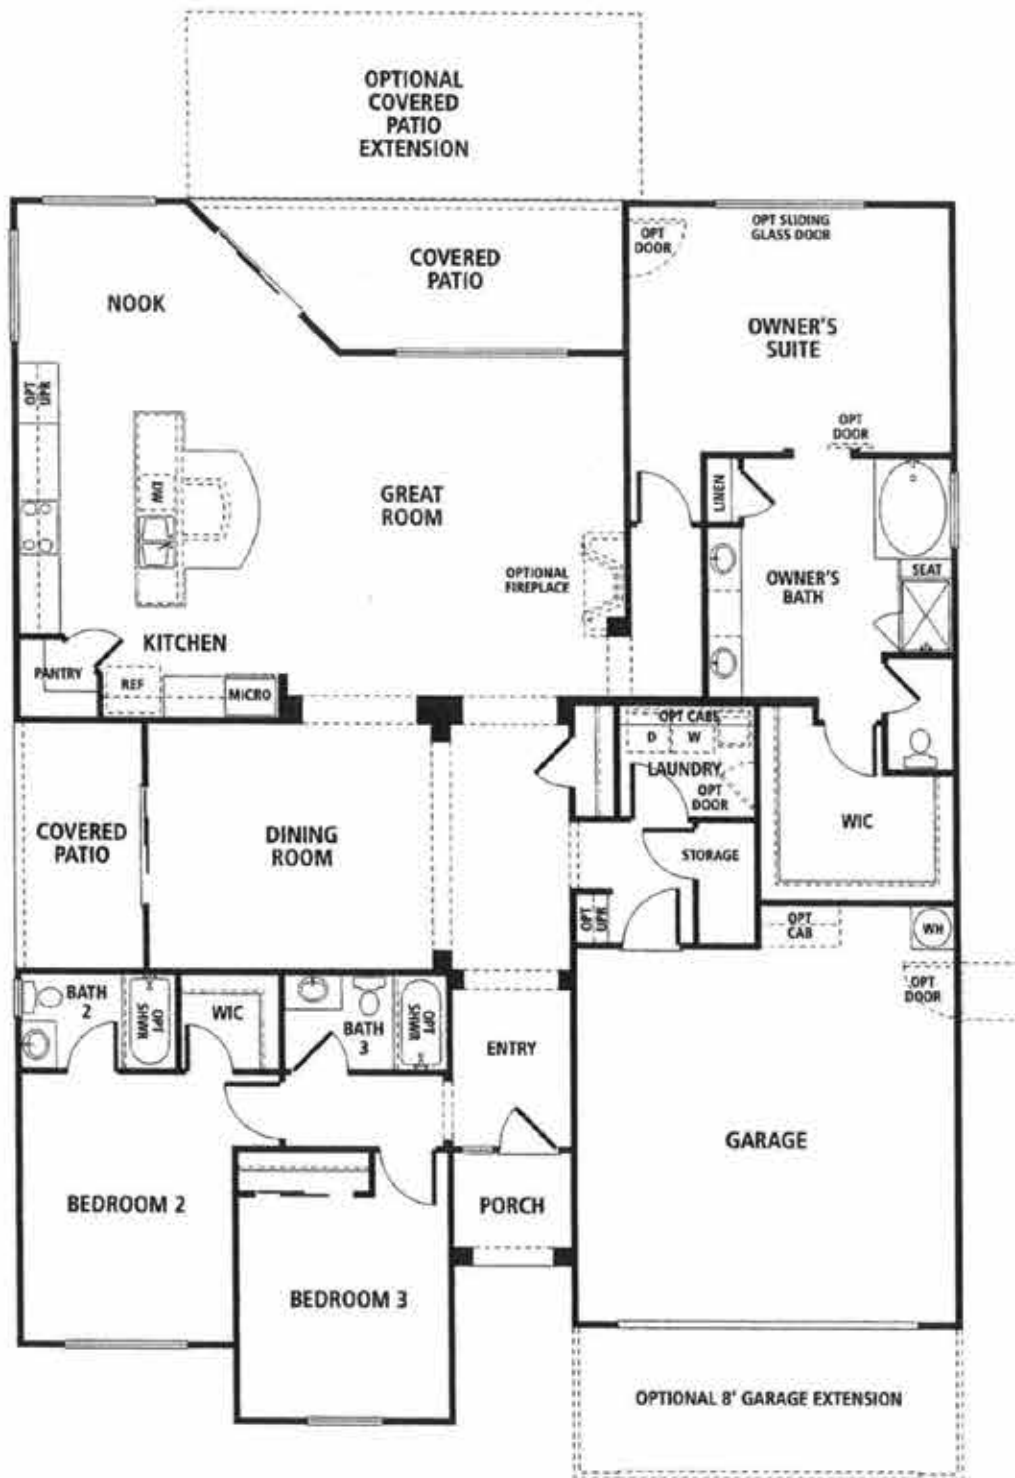 OPTIONAL
COVERED
PATIO
EXTENSION
OPT
DOOR
OPT SLIDING
GLASS DOOR
COVERED
PATIO
NOOK
OWNER'S
SUITE
OPT
UPR
OPT
DOOR
DW
GREAT
ROOM
LINEN
OPTIONAL
FIREPLACE
OWNER'S
BATH
SEAT
KITCHEN
PANTRY
REF
MICRO
OPT CABS
D
W
LAUNDRY
OPT
DOOR
COVERED
PATIO
DINING
ROOM
WIC
STORAGE
OPT
UPR
OPT
CAB
WH
OPT
DOOR
BATH
2
OPT
SHWR
WIC
BATH
3
OPT
SHWR
ENTRY
GARAGE
BEDROOM 2
PORCH
BEDROOM 3
OPTIONAL 8' GARAGE EXTENSION